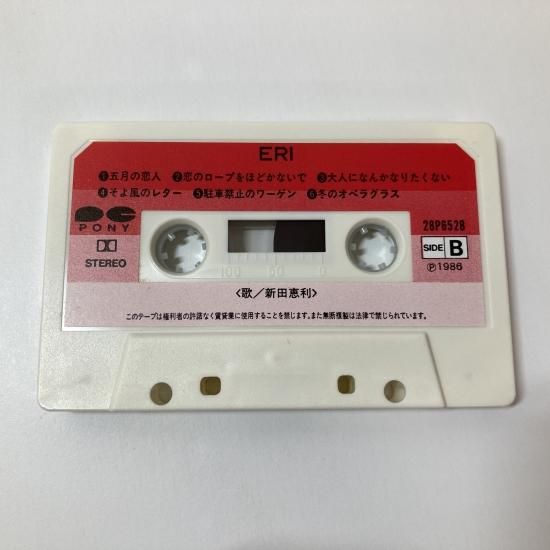 ERI
❶五月の恋人 ❷恋のロープをほどかないで ❸大人になんかなりたくない
❹そよ風のレター ❺駐車禁止のワーゲン ❻冬のオペラグラス
PONY
STEREO
28P6528
SIDE B
Ⓟ1986
100 50 0
〈歌／新田恵利〉
このテープは権利者の許諾なく賃貸業に使用することを禁じます。また無断複製は法律で禁じられています。